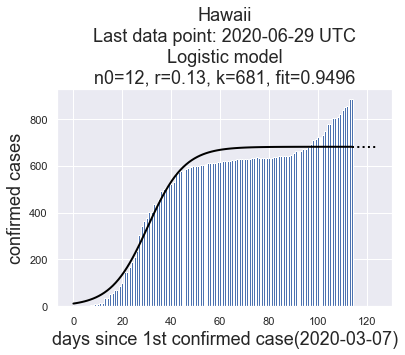 Hawaii
Last data point: 2020-06-29 UTC
Logistic model
n0=12, r=0.13, k=681, fit=0.9496
confirmed cases
800
600
400
200
0
0 20 40 60 80 100 120
days since 1st confirmed case(2020-03-07)